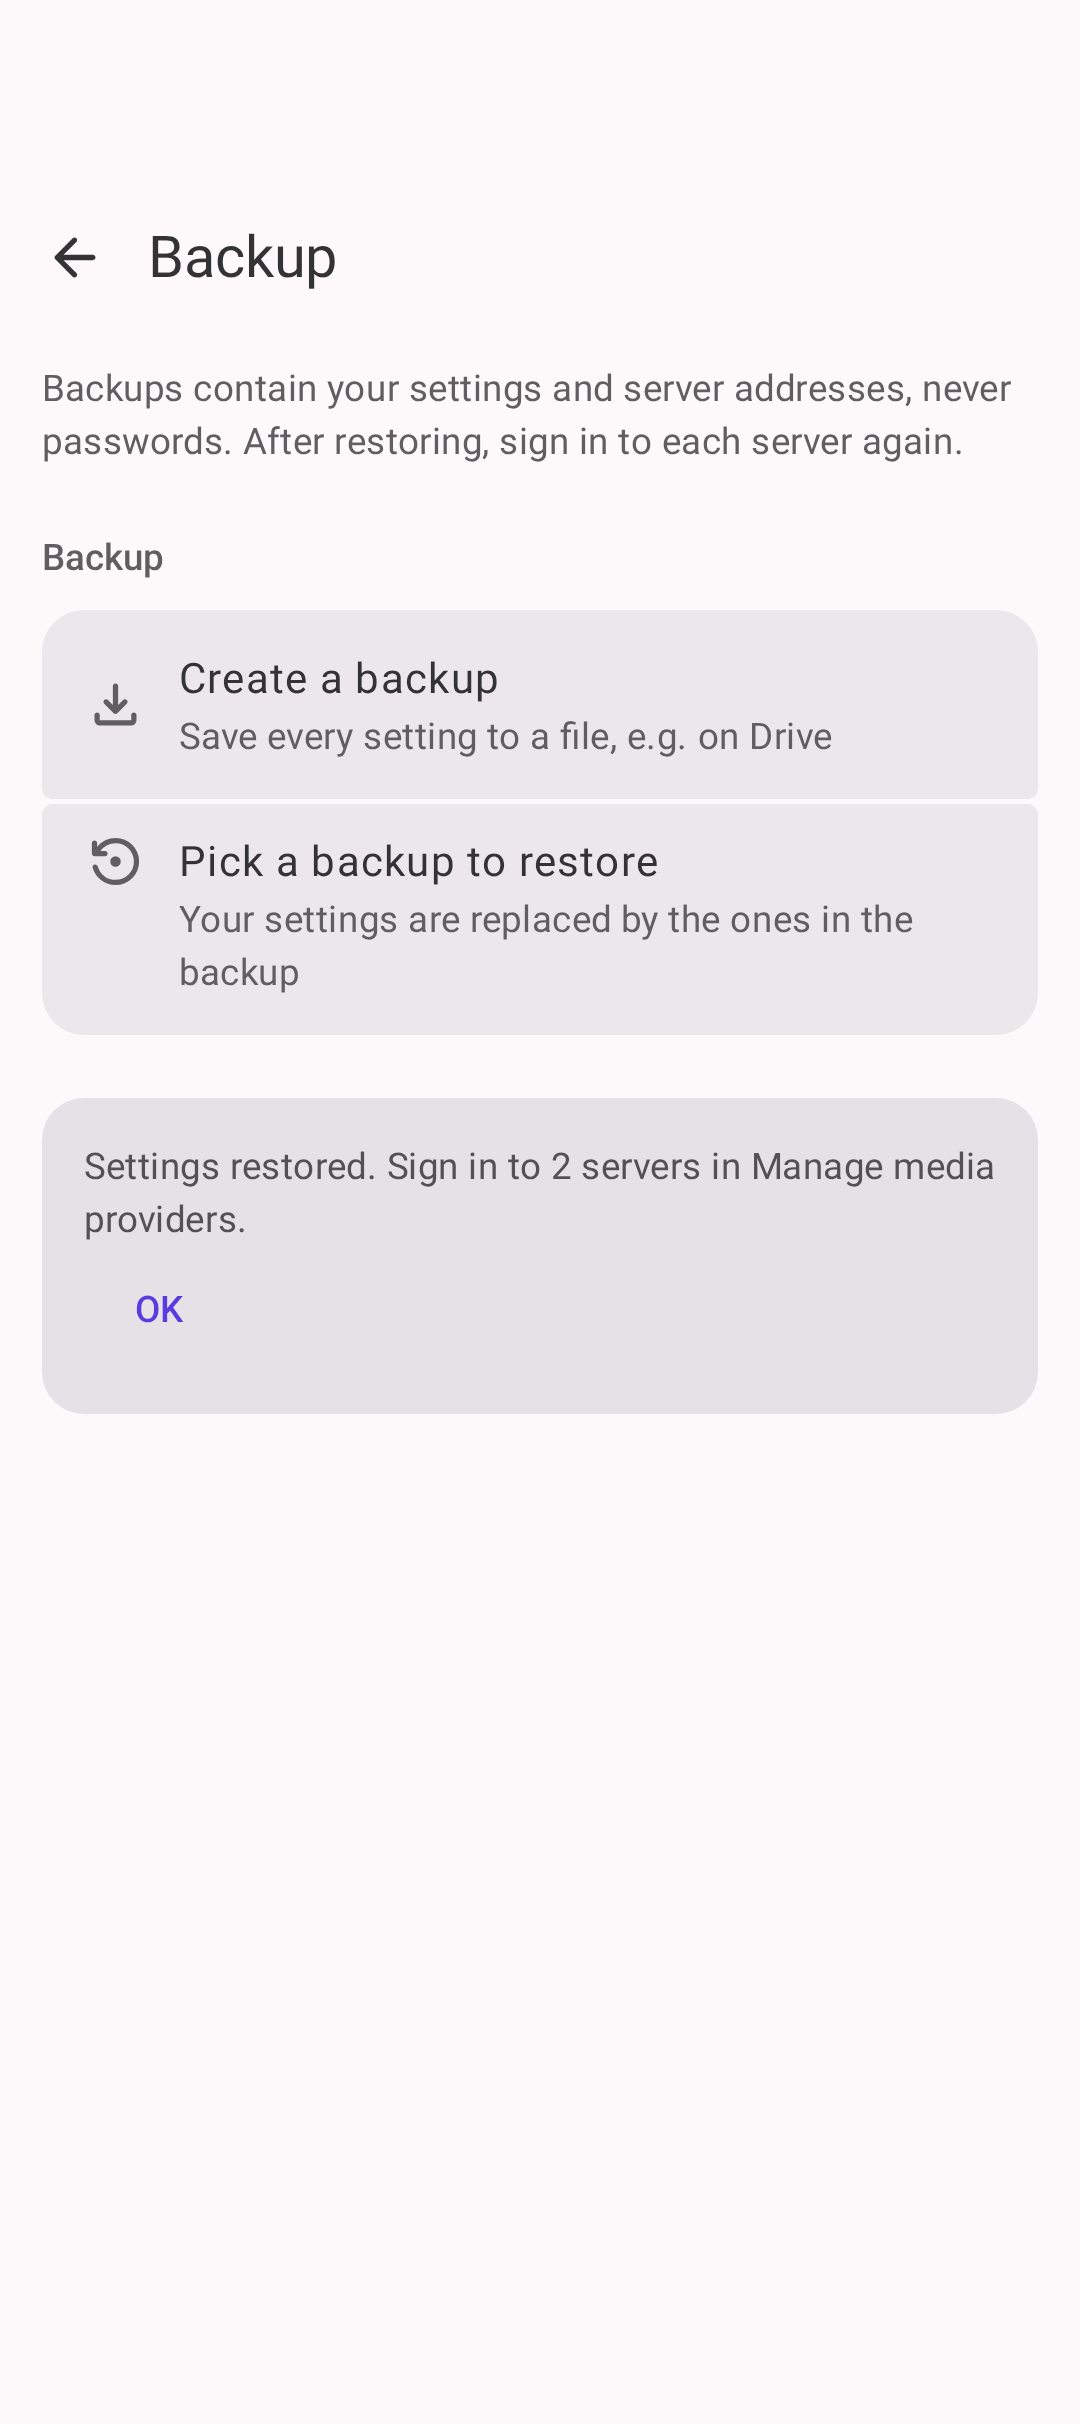 Backup
Backups contain your settings and server addresses, never
passwords. After restoring, sign in to each server again.
Backup
Create a backup
Save every setting to a file, e.g. on Drive
Pick a backup to restore
Your settings are replaced by the ones in the
backup
Settings restored. Sign in to 2 servers in Manage media
providers.
OK